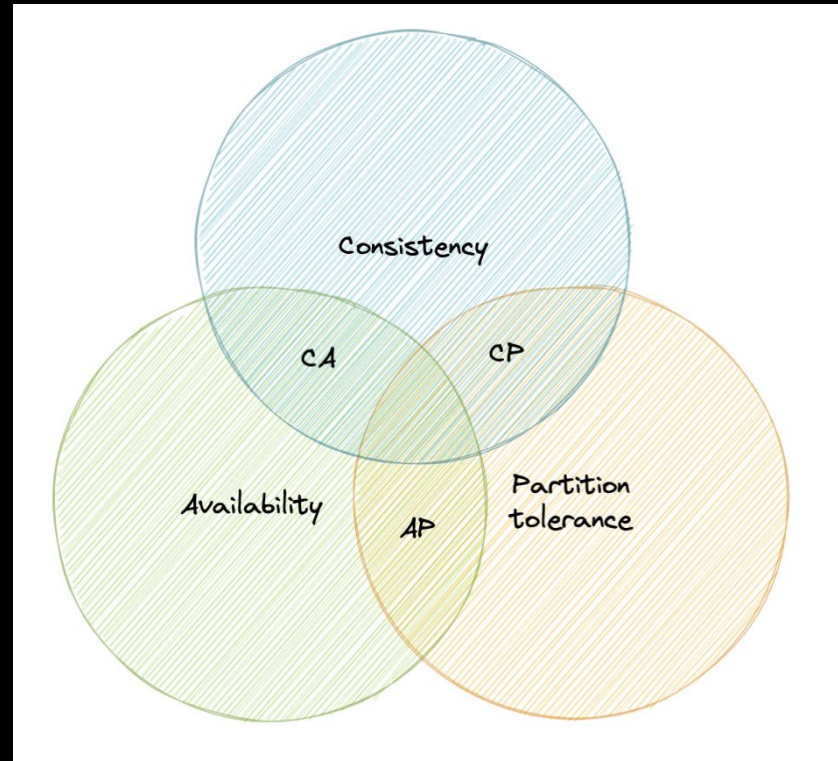 Consistency
CA
CP
Availability
AP
Partition
tolerance